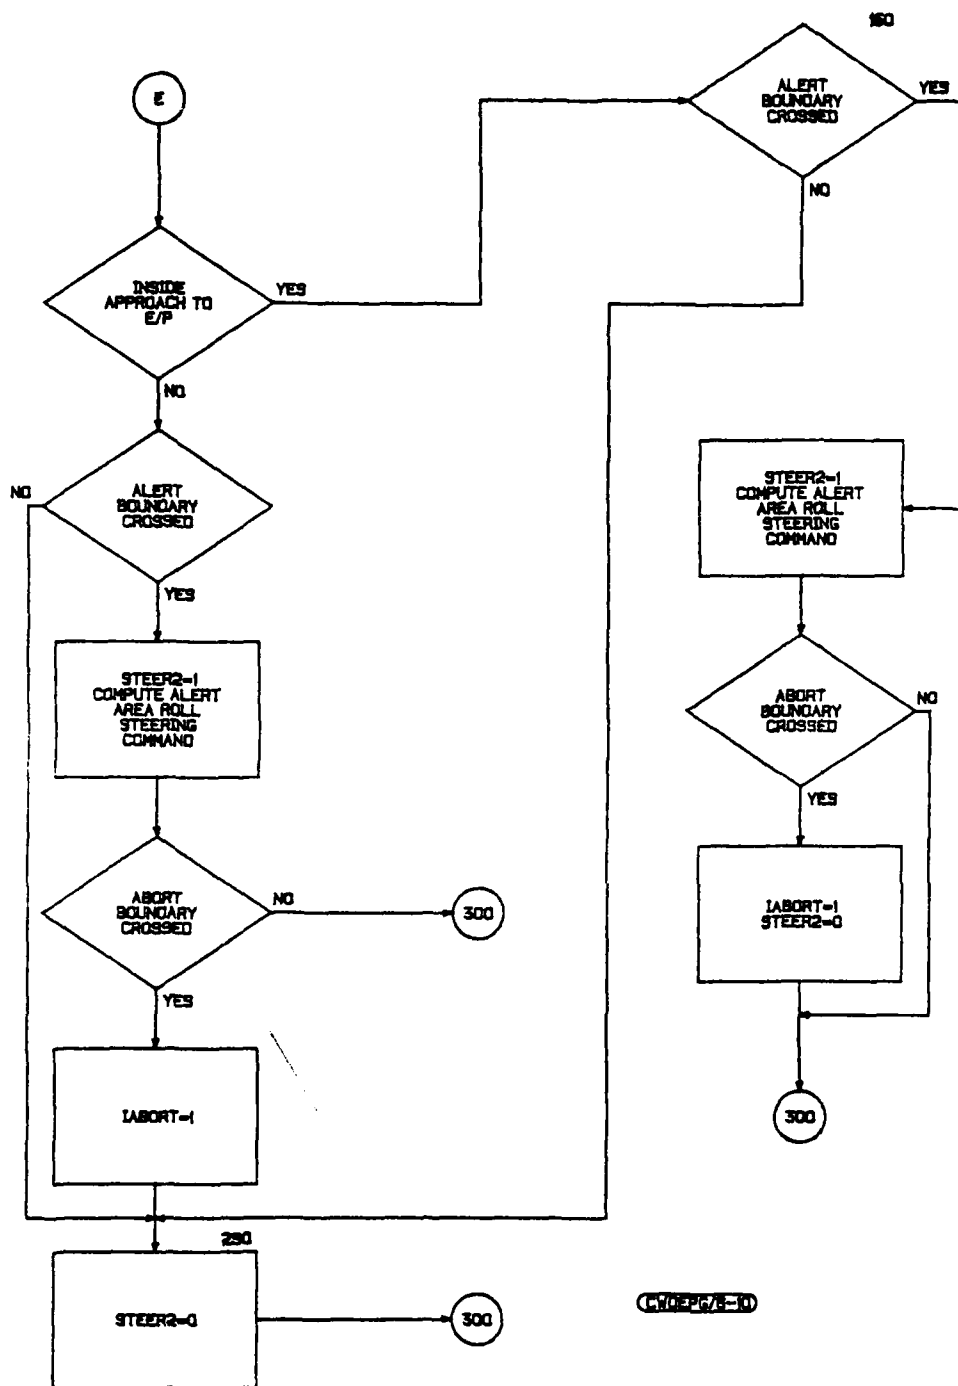 E
INSIDE
APPROACH TO
E/P
YES
NO
ALERT
BOUNDARY
CROSSED
NO
YES
STEER2=1
COMPUTE ALERT
AREA ROLL
STEERING
COMMAND
ABORT
BOUNDARY
CROSSED
NO
300
YES
IABORT=1
290
STEER2=0
300
160
ALERT
BOUNDARY
CROSSED
YES
NO
STEER2=1
COMPUTE ALERT
AREA ROLL
STEERING
COMMAND
ABORT
BOUNDARY
CROSSED
NO
YES
IABORT=1
STEER2=0
300